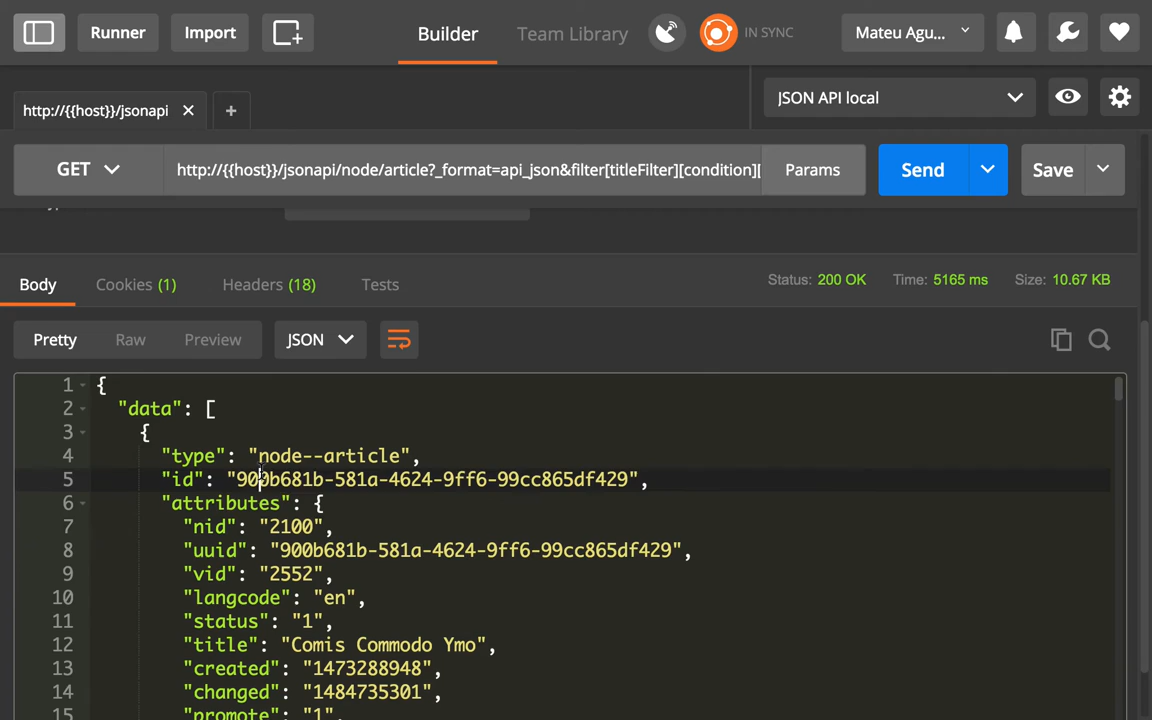 Runner Import Builder Team Library IN SYNC Mateu Agu...
http://{{host}}/jsonapi JSON API local
GET http://{{host}}/jsonapi/node/article?_format=api_json&filter[titleFilter][condition][ Params Send Save
Body Cookies (1) Headers (18) Tests Status: 200 OK Time: 5165 ms Size: 10.67 KB
Pretty Raw Preview JSON
1 {
2 "data": [
3 {
4 "type": "node--article",
5 "id": "900b681b-581a-4624-9ff6-99cc865df429",
6 "attributes": {
7 "nid": "2100",
8 "uuid": "900b681b-581a-4624-9ff6-99cc865df429",
9 "vid": "2552",
10 "langcode": "en",
11 "status": "1",
12 "title": "Comis Commodo Ymo",
13 "created": "1473288948",
14 "changed": "1484735301",
15 "promote": "1",